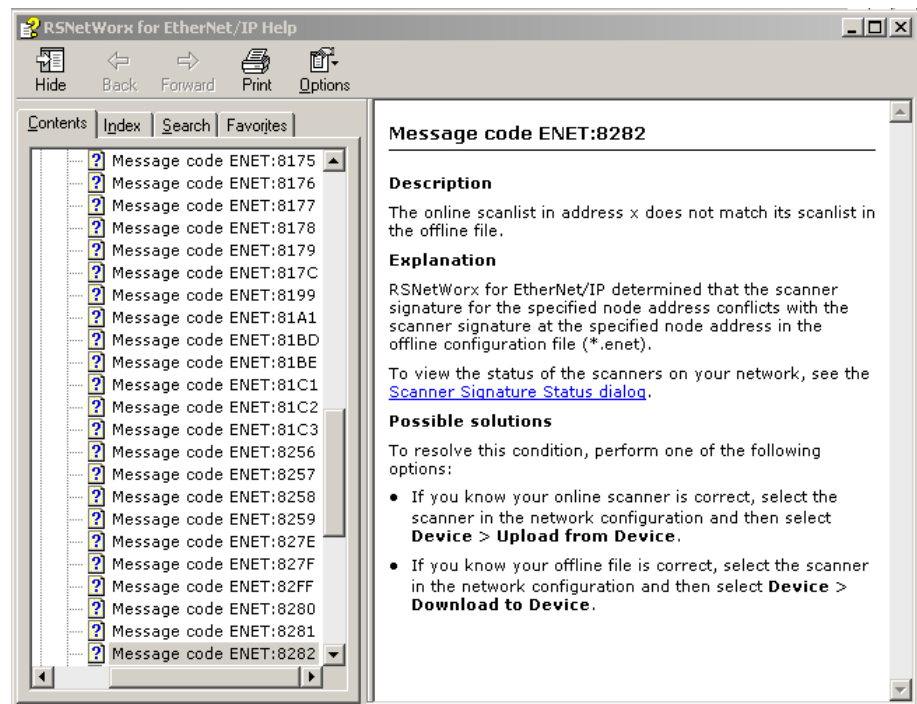 RSNetWorx for EtherNet/IP Help
Hide Back Forward Print Options
Contents Index Search Favorites
Message code ENET:8175
Message code ENET:8176
Message code ENET:8177
Message code ENET:8178
Message code ENET:8179
Message code ENET:817C
Message code ENET:8199
Message code ENET:81A1
Message code ENET:81BD
Message code ENET:81BE
Message code ENET:81C1
Message code ENET:81C2
Message code ENET:81C3
Message code ENET:8256
Message code ENET:8257
Message code ENET:8258
Message code ENET:8259
Message code ENET:827E
Message code ENET:827F
Message code ENET:82FF
Message code ENET:8280
Message code ENET:8281
Message code ENET:8282
Message code ENET:8282
Description
The online scanlist in address x does not match its scanlist in
the offline file.
Explanation
RSNetWorx for EtherNet/IP determined that the scanner
signature for the specified node address conflicts with the
scanner signature at the specified node address in the
offline configuration file (*.enet).
To view the status of the scanners on your network, see the
Scanner Signature Status dialog.
Possible solutions
To resolve this condition, perform one of the following
options:
• If you know your online scanner is correct, select the
scanner in the network configuration and then select
Device > Upload from Device.
• If you know your offline file is correct, select the scanner
in the network configuration and then select Device >
Download to Device.